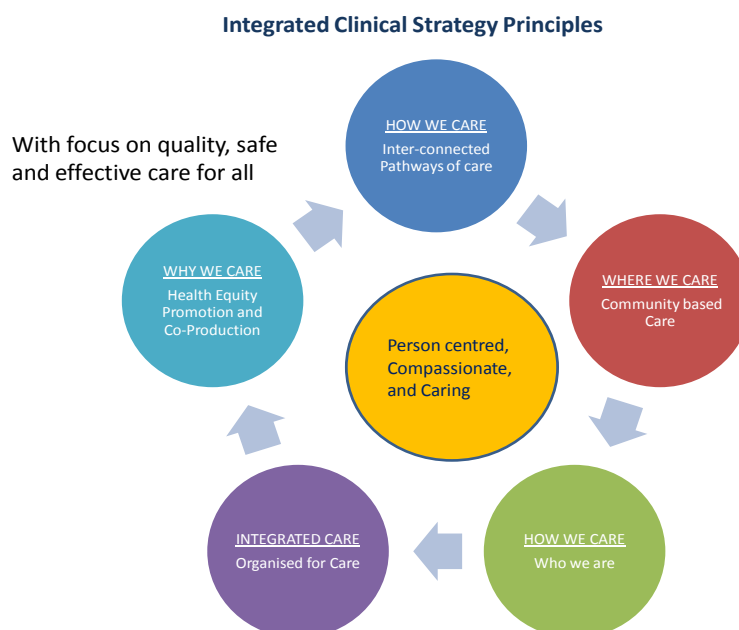 Integrated Clinical Strategy Principles
With focus on quality, safe
and effective care for all
HOW WE CARE
Inter-connected
Pathways of care
WHERE WE CARE
Community based
Care
HOW WE CARE
Who we are
INTEGRATED CARE
Organised for Care
WHY WE CARE
Health Equity
Promotion and
Co-Production
Person centred,
Compassionate,
and Caring